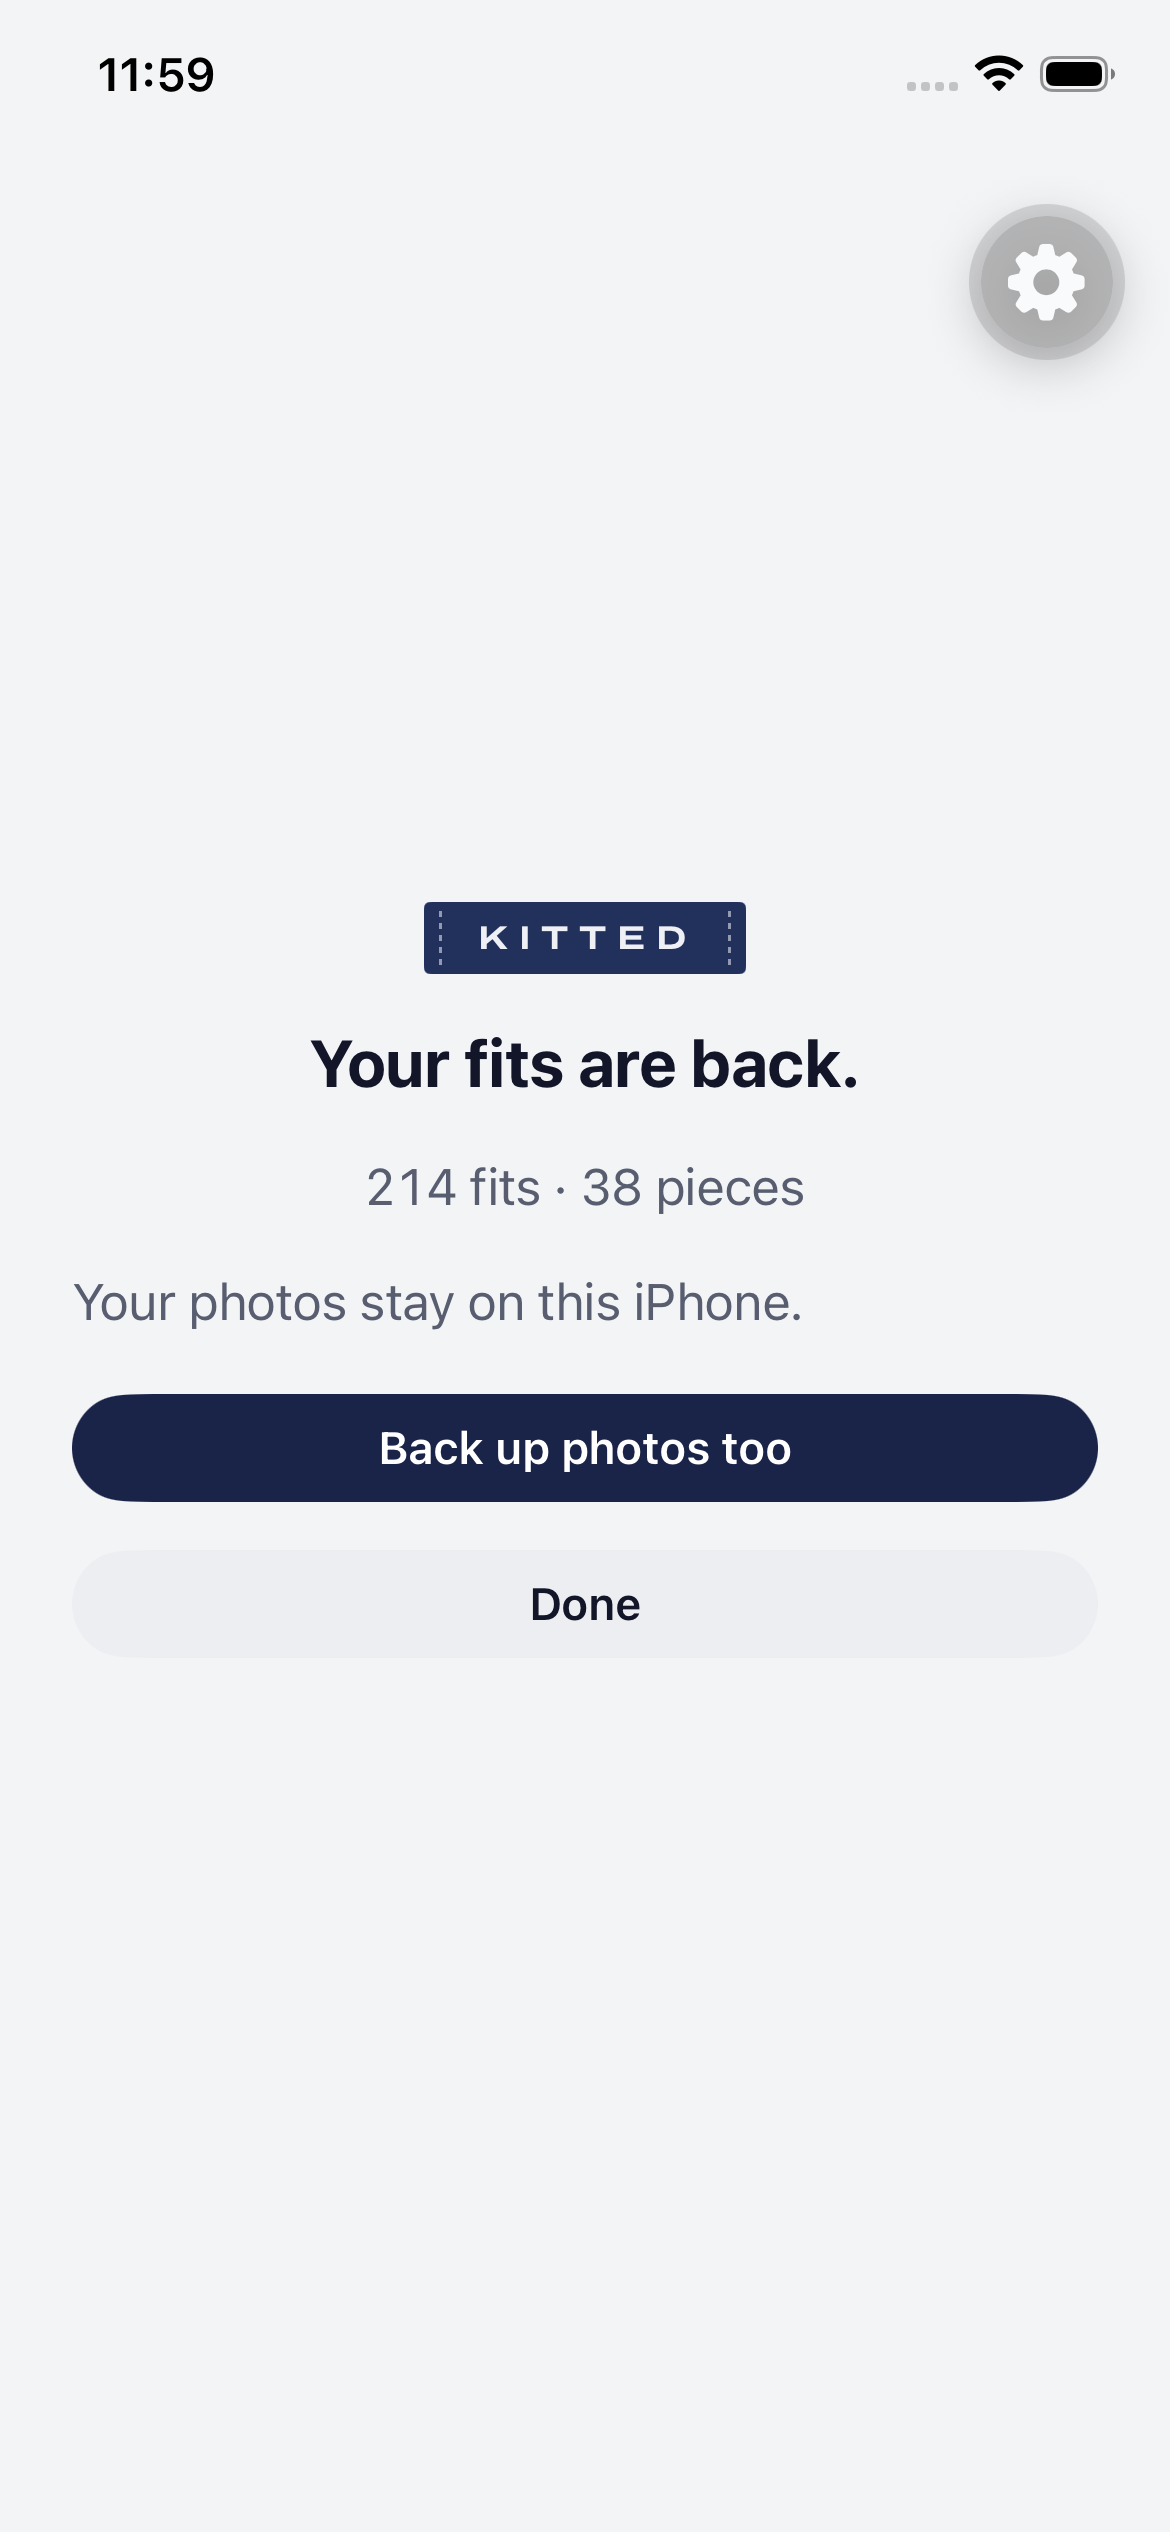 11:59
KITTED
Your fits are back.
214 fits · 38 pieces
Your photos stay on this iPhone.
Back up photos too
Done